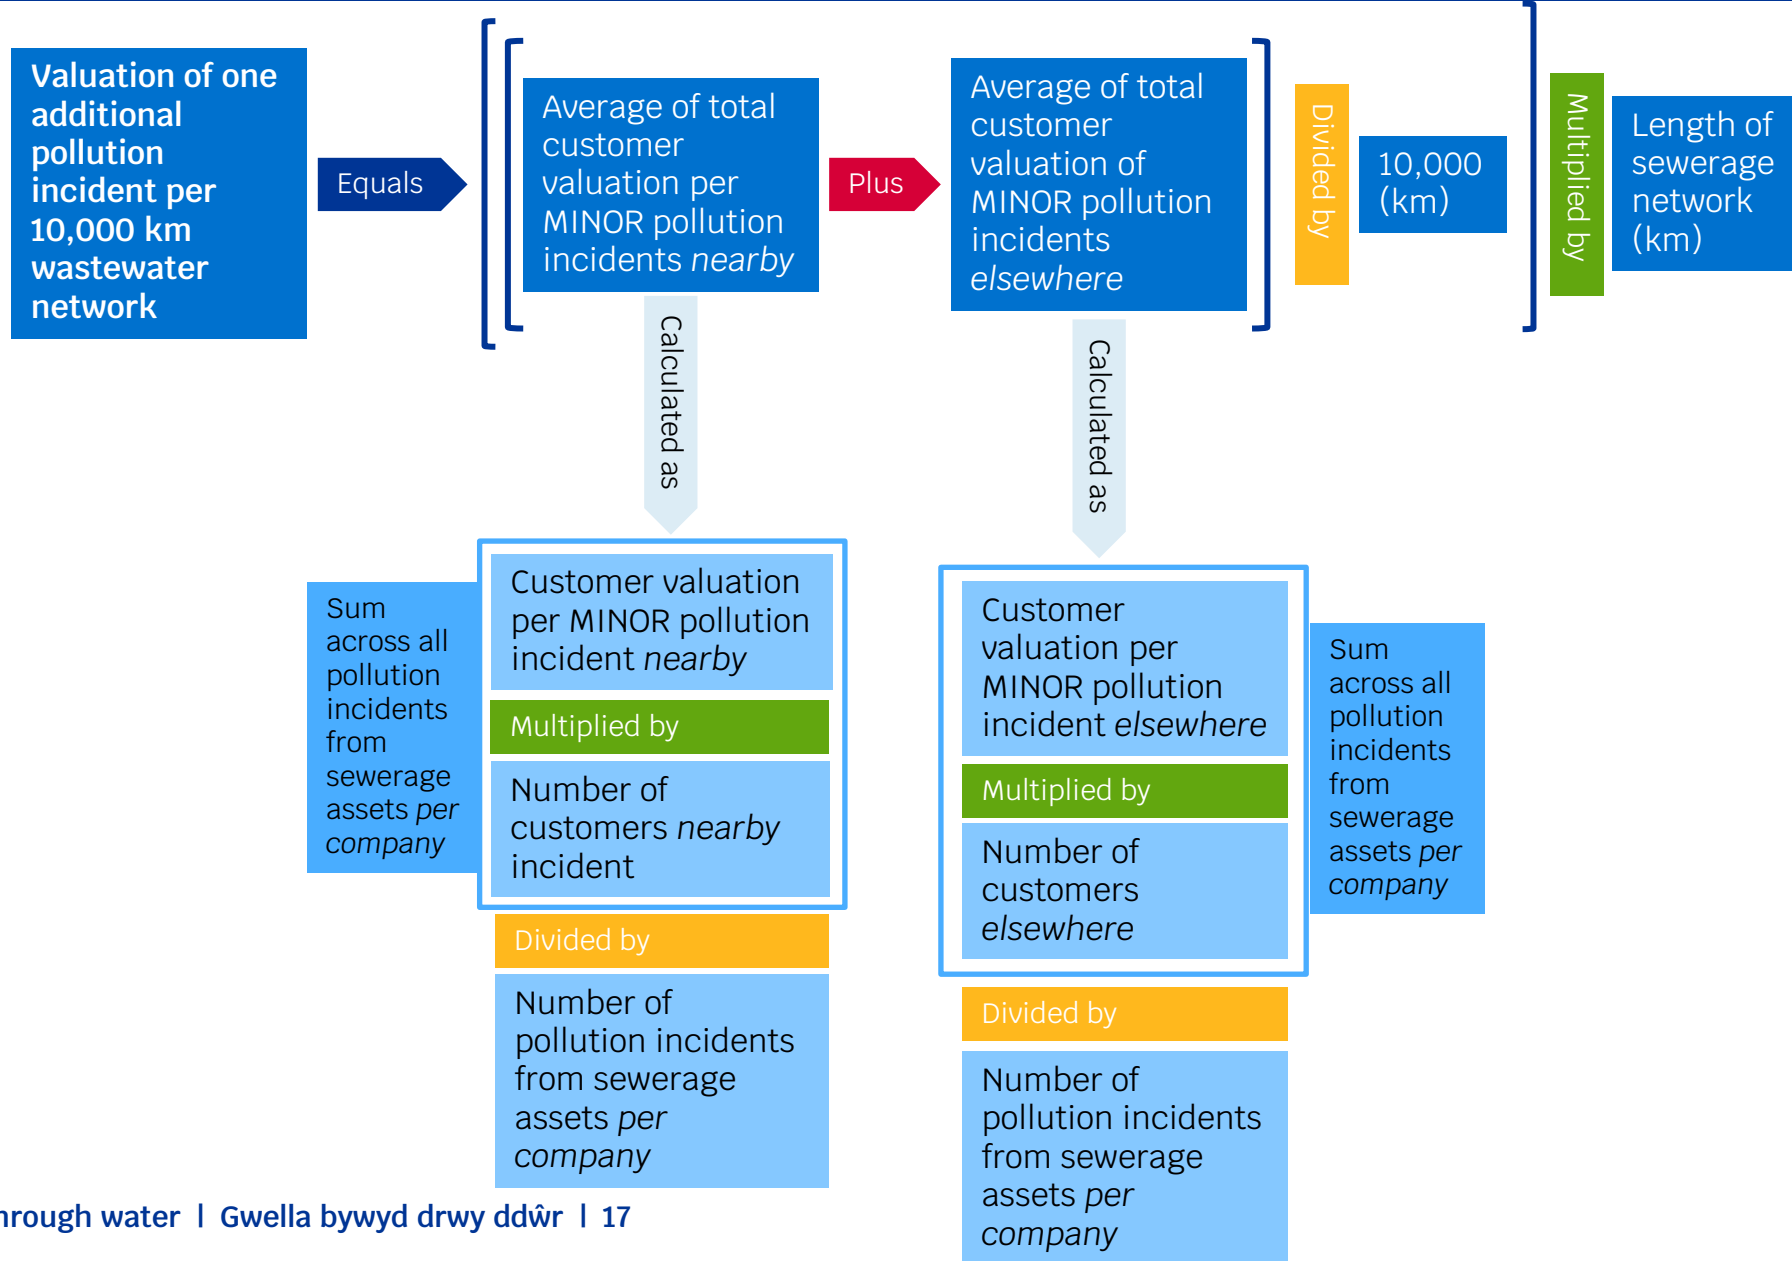 Valuation of one
additional
pollution
incident per
10,000 km
wastewater
network
Equals
Average of total
customer
valuation per
MINOR pollution
incidents nearby
Plus
Average of total
customer
valuation of
MINOR pollution
incidents
elsewhere
Divided by
10,000
(km)
Multiplied by
Length of
sewerage
network
(km)
Calculated as
Calculated as
Sum
across all
pollution
incidents
from
sewerage
assets per
company
Customer valuation
per MINOR pollution
incident nearby
Multiplied by
Number of
customers nearby
incident
Divided by
Number of
pollution incidents
from sewerage
assets per
company
Customer
valuation per
MINOR pollution
incident elsewhere
Multiplied by
Number of
customers
elsewhere
Divided by
Number of
pollution incidents
from sewerage
assets per
company
Sum
across all
pollution
incidents
from
sewerage
assets per
company
hrough water | Gwella bywyd drwy ddŵr | 17